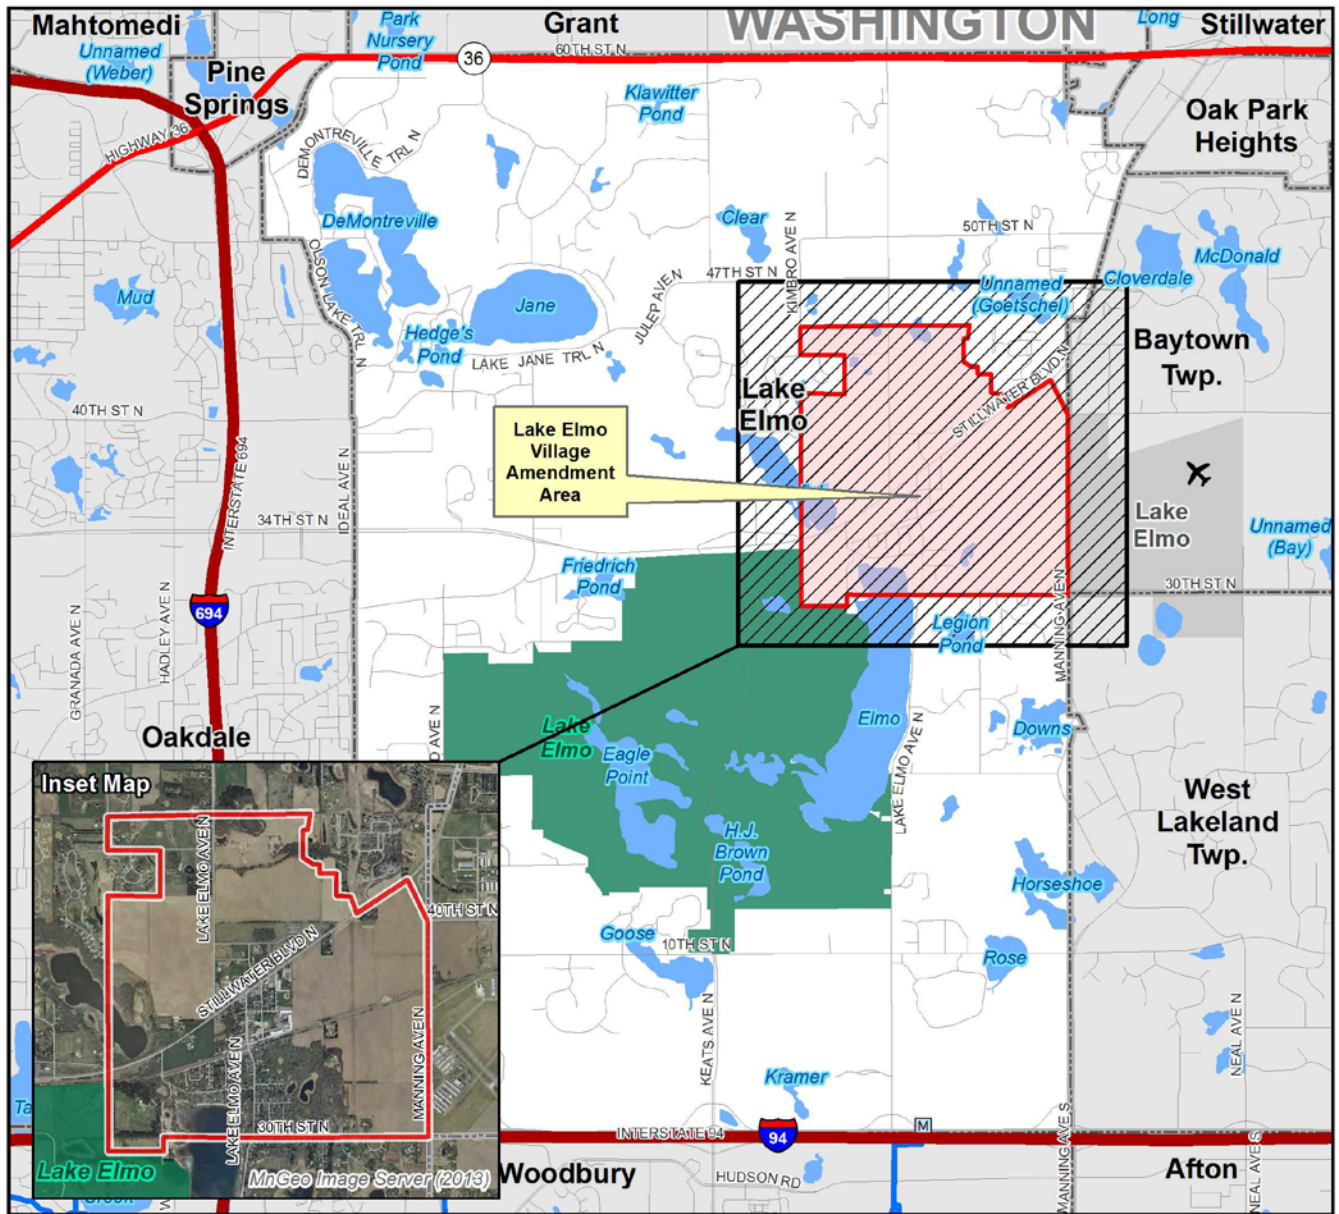 WASHINGTON
Mahtomedi
Unnamed
(Weber)
Pine
Springs
Park
Nursery
Pond
Grant
60TH ST N
36
Long
Stillwater
HIGHWAY 36
DEMONTREVILLE TRL N
Klawitter
Pond
Oak Park
Heights
DeMontreville
OLSON LAKE TRL N
Clear
KIMBRO AVE N
50TH ST N
47TH ST N
McDonald
Cloverdale
Unnamed
(Goetschel)
Mud
Jane
JULEP AVE N
Hedge's
Pond
LAKE JANE TRL N
Baytown
Twp.
Lake
Elmo
STILLWATER BLVD N
40TH ST N
Lake Elmo
Village
Amendment
Area
INTERSTATE 694
IDEAL AVE N
34TH ST N
Lake
Elmo
Unnamed
(Bay)
Friedrich
Pond
30TH ST N
694
GRANADA AVE N
HADLEY AVE N
Legion
Pond
MANNING AVE N
Oakdale
D AVE N
Lake
Elmo
Eagle
Point
Elmo
LAKE ELMO AVE N
Downs
West
Lakeland
Twp.
H.J.
Brown
Pond
Horseshoe
Goose
10TH ST N
Rose
KEATS AVE N
NEAL AVE N
Kramer
INTERSTATE 94
94
M
MANNING AVE S
Woodbury
HUDSON RD
Afton
NEAL AVE S
Inset Map
LAKE ELMO AVE N
40TH ST N
STILLWATER BLVD N
MANNING AVE N
LAKE ELMO AVE N
30TH ST N
Lake Elmo
MnGeo Image Server (2013)
Ta
Creek
W